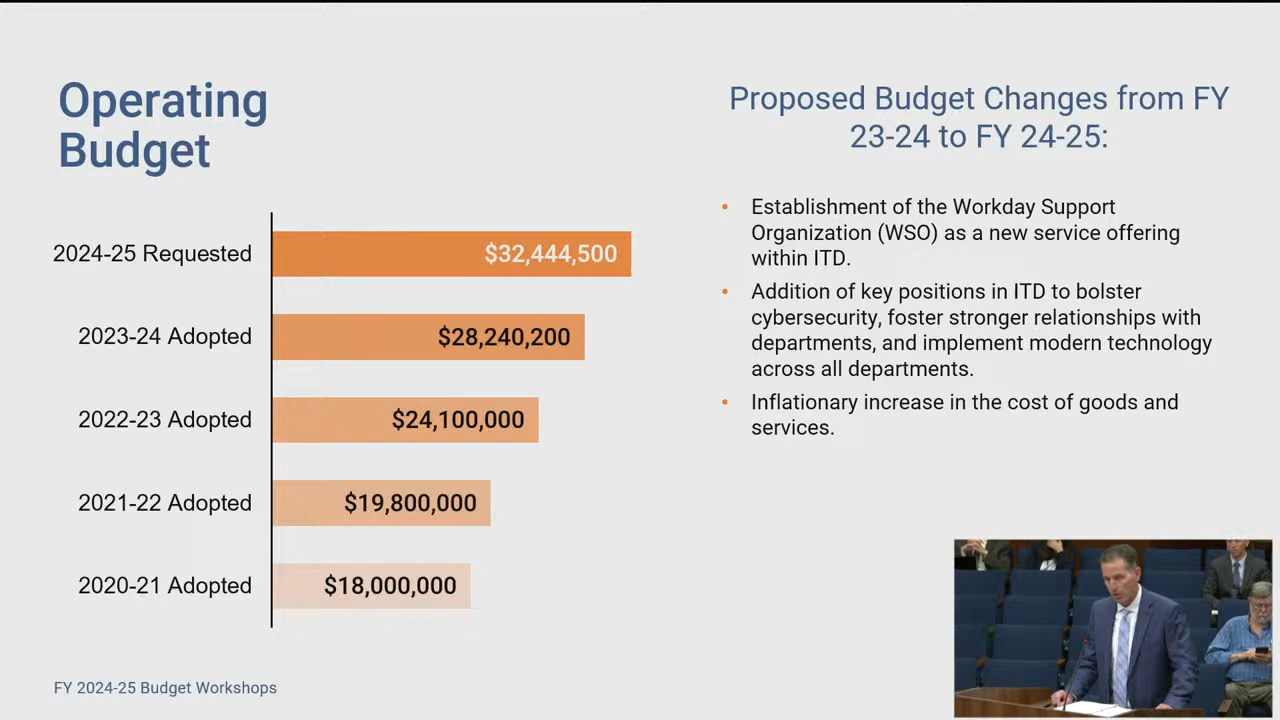 Operating
Budget
2024-25 Requested
$32,444,500
2023-24 Adopted
$28,240,200
2022-23 Adopted
$24,100,000
2021-22 Adopted
$19,800,000
2020-21 Adopted
$18,000,000
Proposed Budget Changes from FY
23-24 to FY 24-25:
• Establishment of the Workday Support
Organization (WSO) as a new service offering
within ITD.
• Addition of key positions in ITD to bolster
cybersecurity, foster stronger relationships with
departments, and implement modern technology
across all departments.
• Inflationary increase in the cost of goods and
services.
FY 2024-25 Budget Workshops